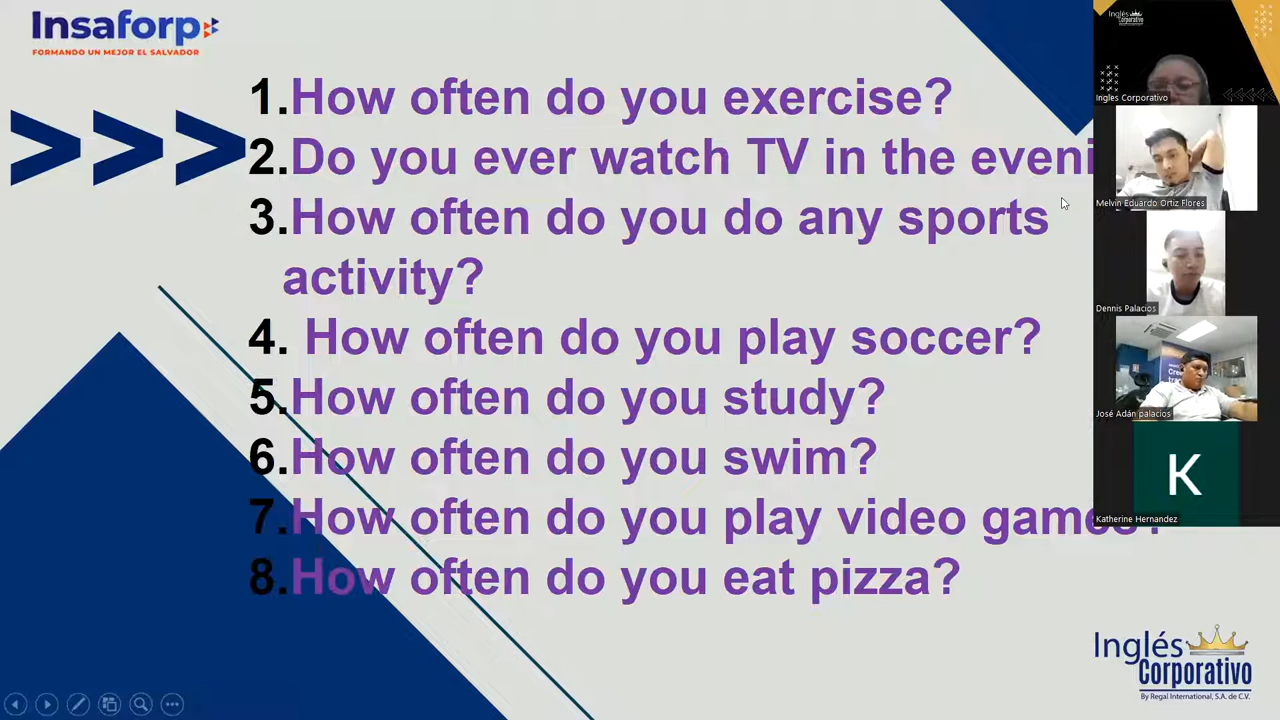 Insaforp
FORMANDO UN MEJOR EL SALVADOR
1.How often do you exercise?
2.Do you ever watch TV in the eveni
3.How often do you do any sports
activity?
4. How often do you play soccer?
5.How often do you study?
6.How often do you swim?
7.How often do you play video games?
8.How often do you eat pizza?
Inglés
Corporativo
Ingles Corporativo
Melvin Eduardo Ortiz Flores
Dennis Palacios
José Adán palacios
K
Katherine Hernandez
Inglés
Corporativo
By Regal International, S.A. de C.V.